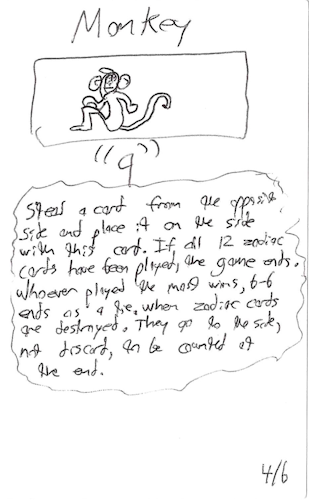 Monkey
"9"
Steal a card from the opposite
side and place it on the side
with this card. If all 12 zodiac
cards have been played, the game ends.
Whoever played the most wins, 6-6
ends as a tie. When zodiac cards
are destroyed. They go to the side,
not discard, to be counted at
the end.
4/6